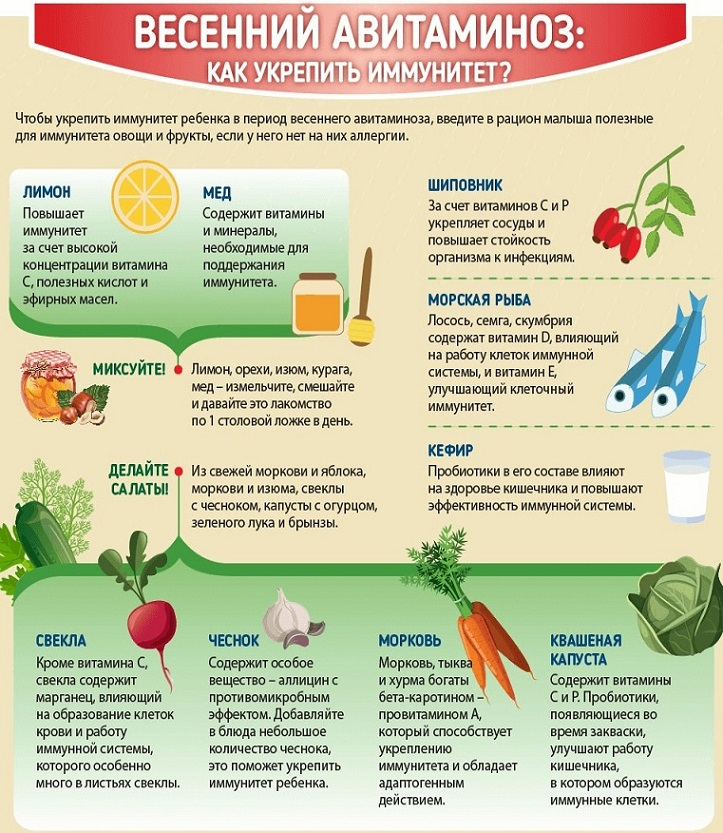 ВЕСЕННИЙ АВИТАМИНОЗ:
КАК УКРЕПИТЬ ИММУНИТЕТ?
Чтобы укрепить иммунитет ребенка в период весеннего авитаминоза, введите в рацион малыша полезные
для иммунитета овощи и фрукты, если у него нет на них аллергии.
ЛИМОН
Повышает
иммунитет
за счет высокой
концентрации витамина
С, полезных кислот и
эфирных масел.
МЕД
Содержит витамины
и минералы,
необходимые для
поддержания
иммунитета.
МИКСУЙТЕ!
Лимон, орехи, изюм, курага,
мед – измельчите, смешайте
и давайте это лакомство
по 1 столовой ложке в день.
ДЕЛАЙТЕ
САЛАТЫ!
Из свежей моркови и яблока,
моркови и изюма, свеклы
с чесноком, капусты с огурцом,
зеленого лука и брынзы.
ШИПОВНИК
За счет витаминов С и Р
укрепляет сосуды и
повышает стойкость
организма к инфекциям.
МОРСКАЯ РЫБА
Лосось, семга, скумбрия
содержат витамин D, влияющий
на работу клеток иммунной
системы, и витамин Е,
улучшающий клеточный
иммунитет.
КЕФИР
Пробиотики в его составе влияют
на здоровье кишечника и повышают
эффективность иммунной системы.
СВЕКЛА
Кроме витамина С,
свекла содержит
марганец, влияющий
на образование клеток
крови и работу
иммунной системы,
которого особенно
много в листьях свеклы.
ЧЕСНОК
Содержит особое
вещество – аллицин с
противомикробным
эффектом. Добавляйте
в блюда небольшое
количество чеснока,
это поможет укрепить
иммунитет ребенка.
МОРКОВЬ
Морковь, тыква
и хурма богаты
бета-каротином –
провитамином А,
который способствует
укреплению
иммунитета и обладает
адаптогенным
действием.
КВАШЕНАЯ
КАПУСТА
Содержит витамины
С и Р. Пробиотики,
появляющиеся во
время закваски,
улучшают работу
кишечника,
в котором образуются
иммунные клетки.